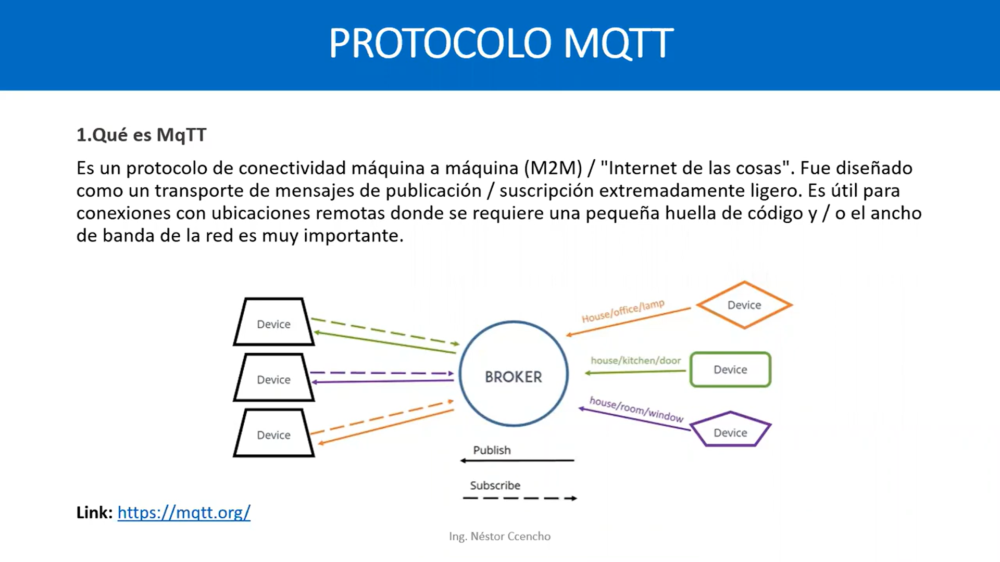 PROTOCOLO MQTT
1.Qué es MqTT
Es un protocolo de conectividad máquina a máquina (M2M) / "Internet de las cosas". Fue diseñado
como un transporte de mensajes de publicación / suscripción extremadamente ligero. Es útil para
conexiones con ubicaciones remotas donde se requiere una pequeña huella de código y / o el ancho
de banda de la red es muy importante.
Device
Device
Device
BROKER
House/office/lamp
Device
house/kitchen/door
Device
house/room/window
Device
Publish
Subscribe
Link: https://mqtt.org/
Ing. Néstor Ccencho